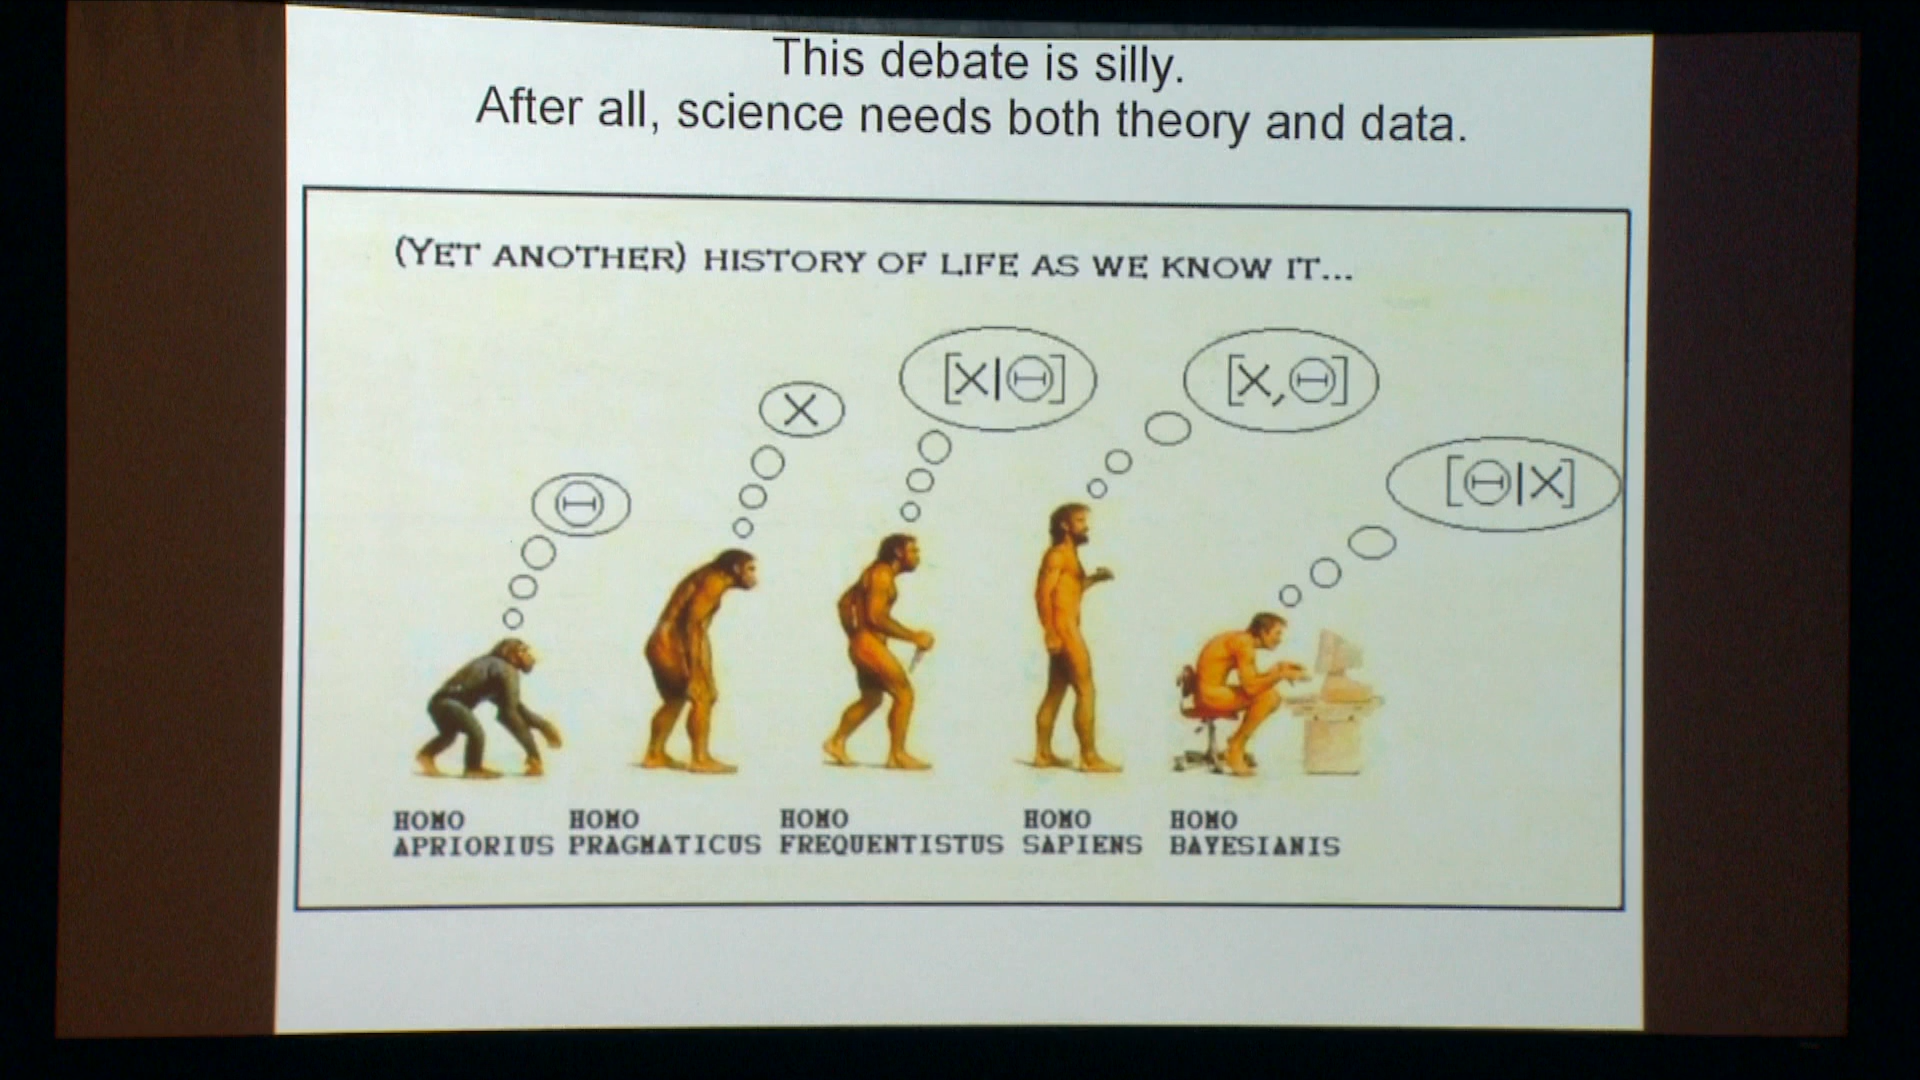 This debate is silly.
After all, science needs both theory and data.
(YET ANOTHER) HISTORY OF LIFE AS WE KNOW IT...
[X|Θ]
[X,Θ]
X
[Θ|X]
Θ
HOMO APRIORIUS
HOMO PRAGMATICUS
HOMO FREQUENTISTUS
HOMO SAPIENS
HOMO BAYESIANIS